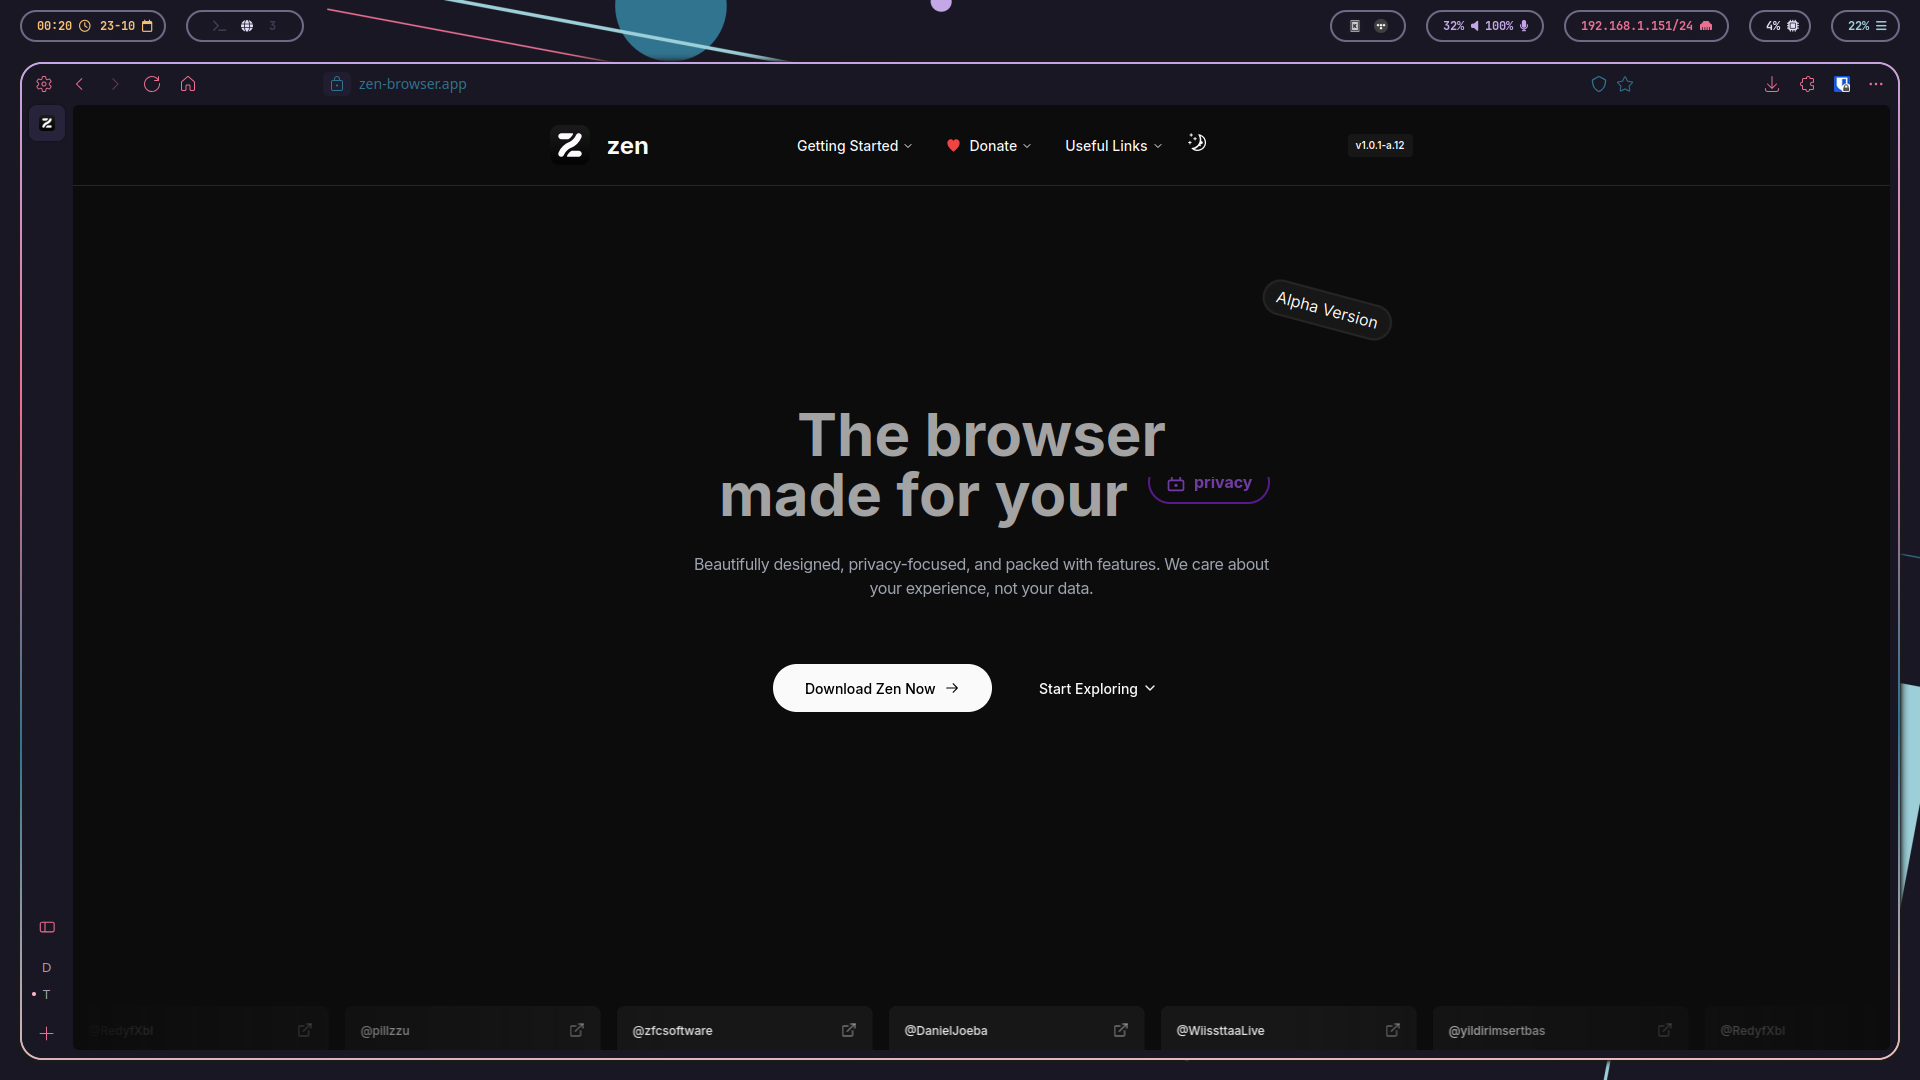 00:20 23-10
3
32% 100%
192.168.1.151/24
4%
22%
zen-browser.app
zen
Getting Started
Donate
Useful Links
v1.0.1-a.12
Alpha Version
The browser
made for your privacy
Beautifully designed, privacy-focused, and packed with features. We care about
your experience, not your data.
Download Zen Now
Start Exploring
D
T
@RedyfXbl
@pillzzu
@zfcsoftware
@DanielJoeba
@WiissttaaLive
@yildirimsertbas
@RedyfXbl